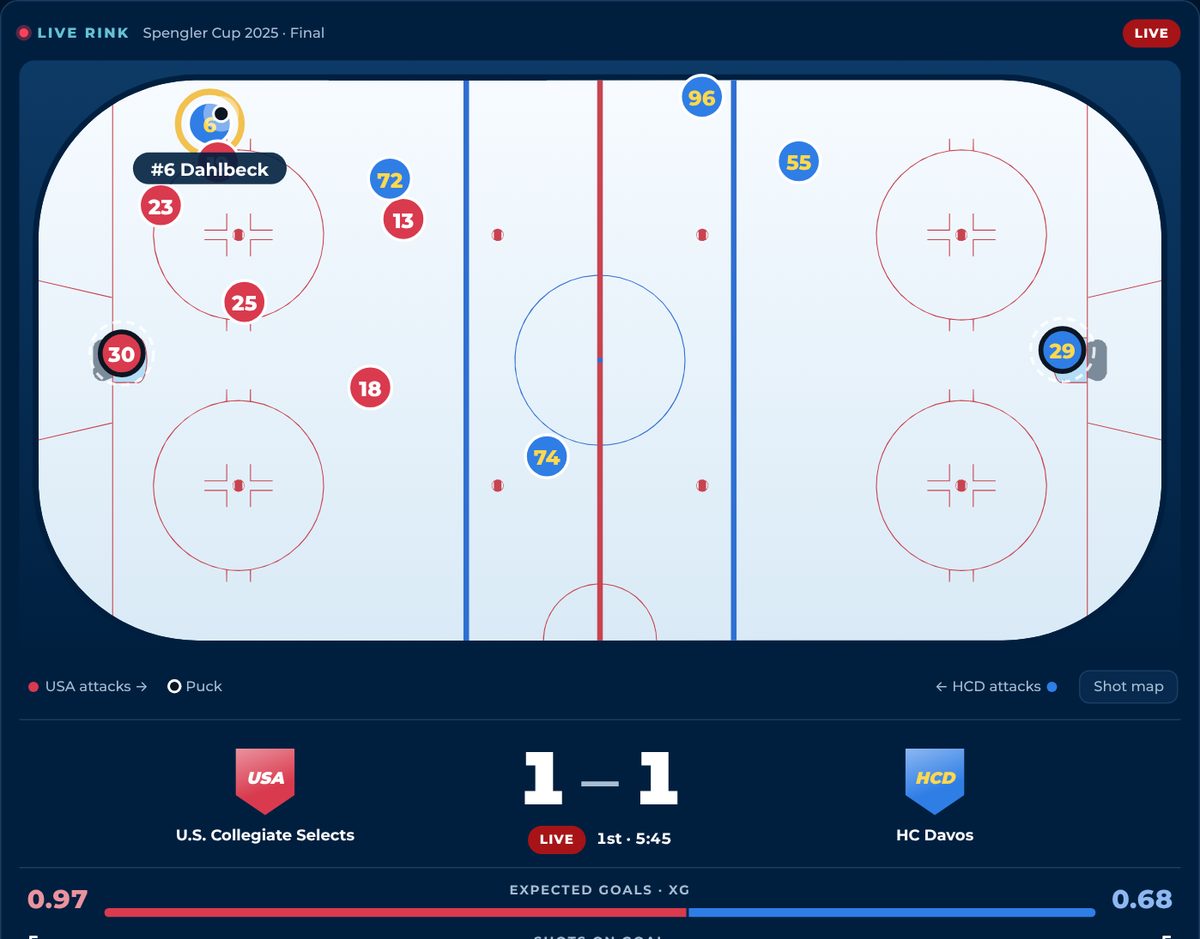 LIVE RINK Spengler Cup 2025 · Final LIVE
96
6
55
#6 Dahlbeck
72
23
13
25
29
30
18
74
USA attacks → Puck ← HCD attacks Shot map
USA 1 — 1 HCD
U.S. Collegiate Selects LIVE 1st · 5:45 HC Davos
EXPECTED GOALS · XG
0.97 0.68